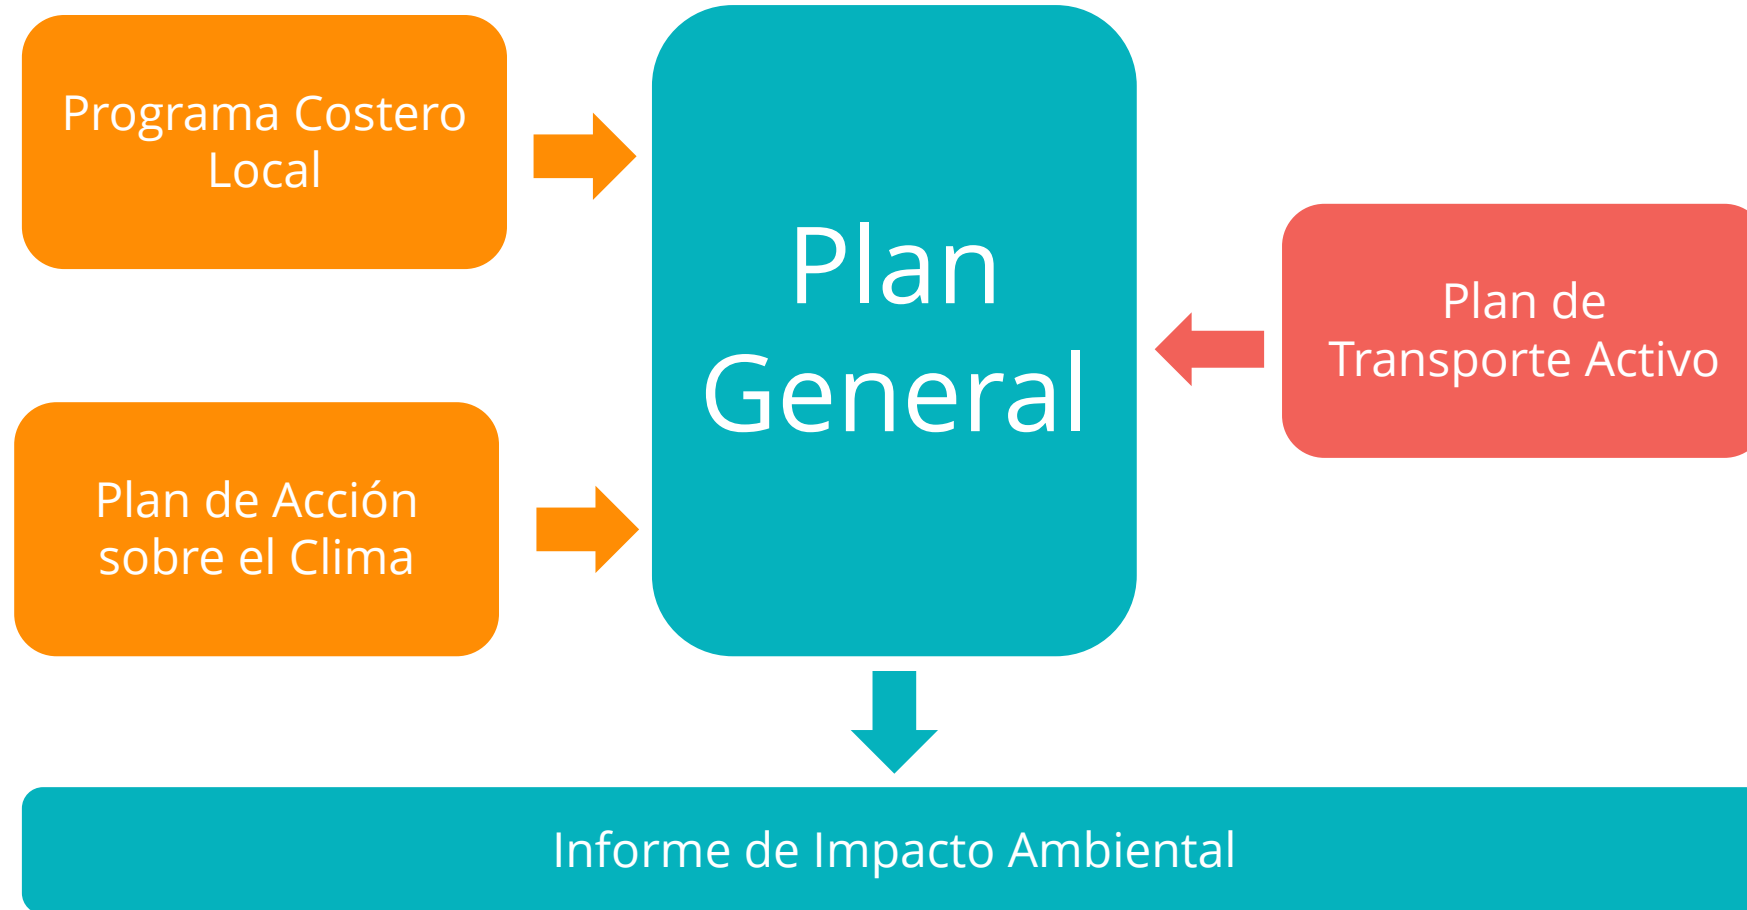 Programa Costero
Local
Plan
General
Plan de
Transporte Activo
Plan de Acción
sobre el Clima
Informe de Impacto Ambiental